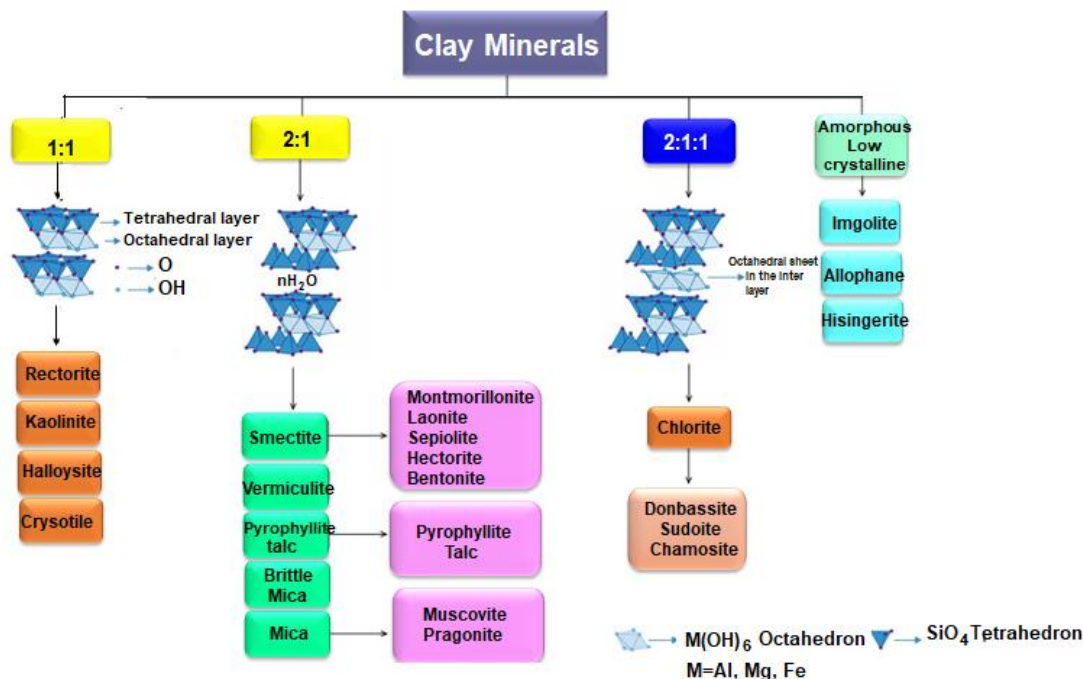 Clay Minerals
1:1
2:1
2:1:1
Amorphous
Low
crystalline
Tetrahedral layer
Octahedral layer
O
OH
nH₂O
Octahedral sheet
in the inter
layer
Imgolite
Allophane
Hisingerite
Rectorite
Kaolinite
Halloysite
Crysotile
Smectite
Vermiculite
Pyrophyllite
talc
Brittle
Mica
Mica
Montmorillonite
Laonite
Sepiolite
Hectorite
Bentonite
Pyrophyllite
Talc
Muscovite
Pragonite
Chlorite
Donbassite
Sudoite
Chamosite
M(OH)₆ Octahedron
M=Al, Mg, Fe
SiO₄ Tetrahedron